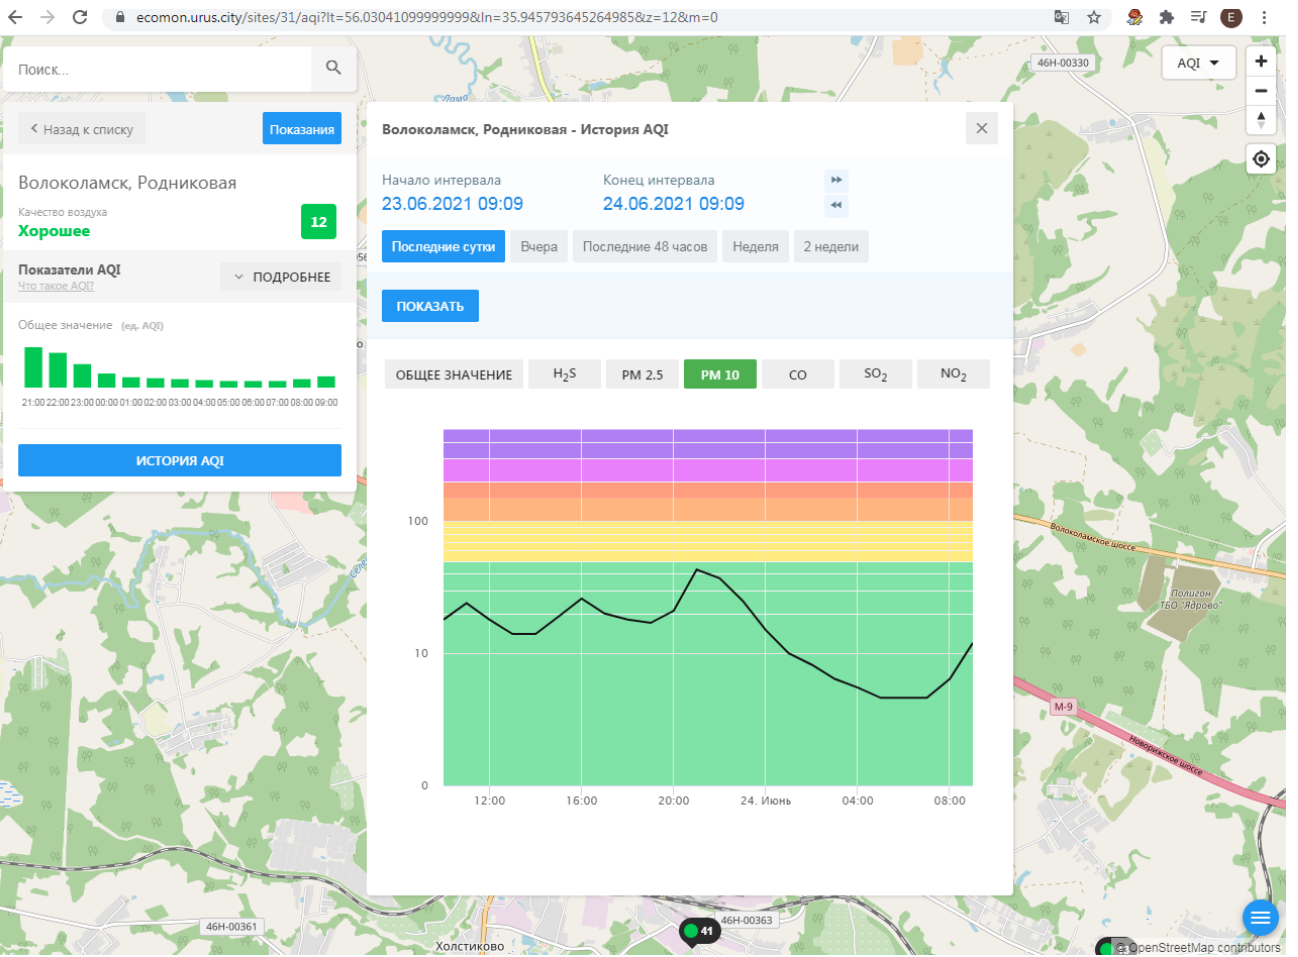 ecomon.urus.city/sites/31/aqi?lt=56.03041099999999&ln=35.945793645264985&z=12&m=0
E
Поиск...
46Н-00330
AQI
Лама
Назад к списку
Показания
Волоколамск, Родниковая - История AQI
Волоколамск, Родниковая
Качество воздуха
Хорошее
12
Начало интервала
Конец интервала
23.06.2021 09:09
24.06.2021 09:09
Последние сутки
Вчера
Последние 48 часов
Неделя
2 недели
Показатели AQI
Что такое AQI?
ПОДРОБНЕЕ
ПОКАЗАТЬ
Общее значение (ед. AQI)
21:00 22:00 23:00 00:00 01:00 02:00 03:00 04:00 05:00 06:00 07:00 08:00 09:00
ИСТОРИЯ AQI
ОБЩЕЕ ЗНАЧЕНИЕ
H2S
PM 2.5
PM 10
CO
SO2
NO2
100
10
0
12:00
16:00
20:00
24. Июнь
04:00
08:00
Волоколамское шоссе
Полигон
ТБО "Ядрово"
М-9
Новорижское шоссе
46Н-00361
46Н-00363
41
Холстиково
© OpenStreetMap contributors